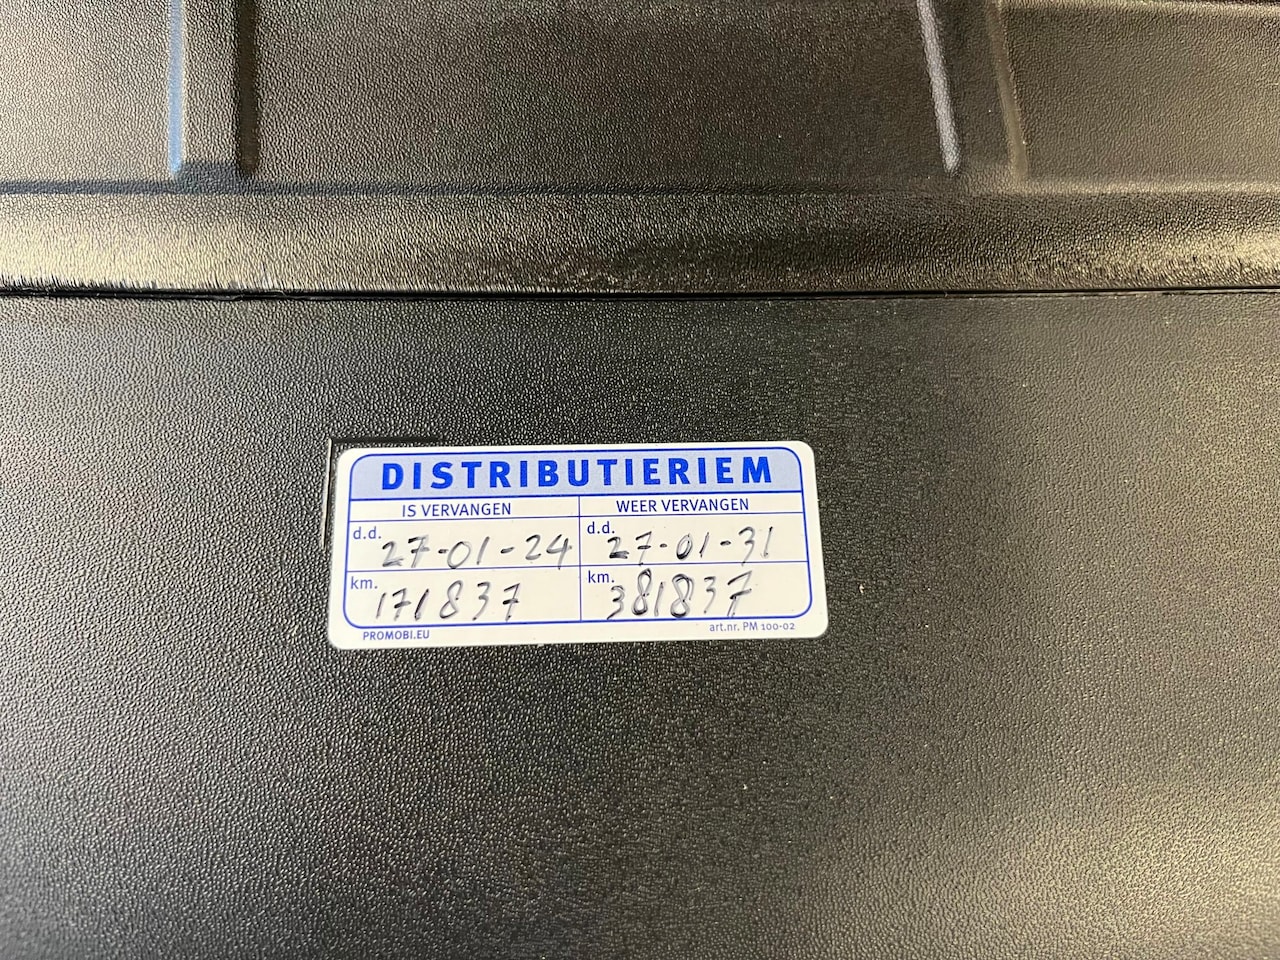 DISTRIBUTIERIEM
IS VERVANGEN WEER VERVANGEN
d.d. 27-01-24 d.d. 27-01-31
km. 171837 km. 381837
PROMOBI.EU art.nr. PM 100-02